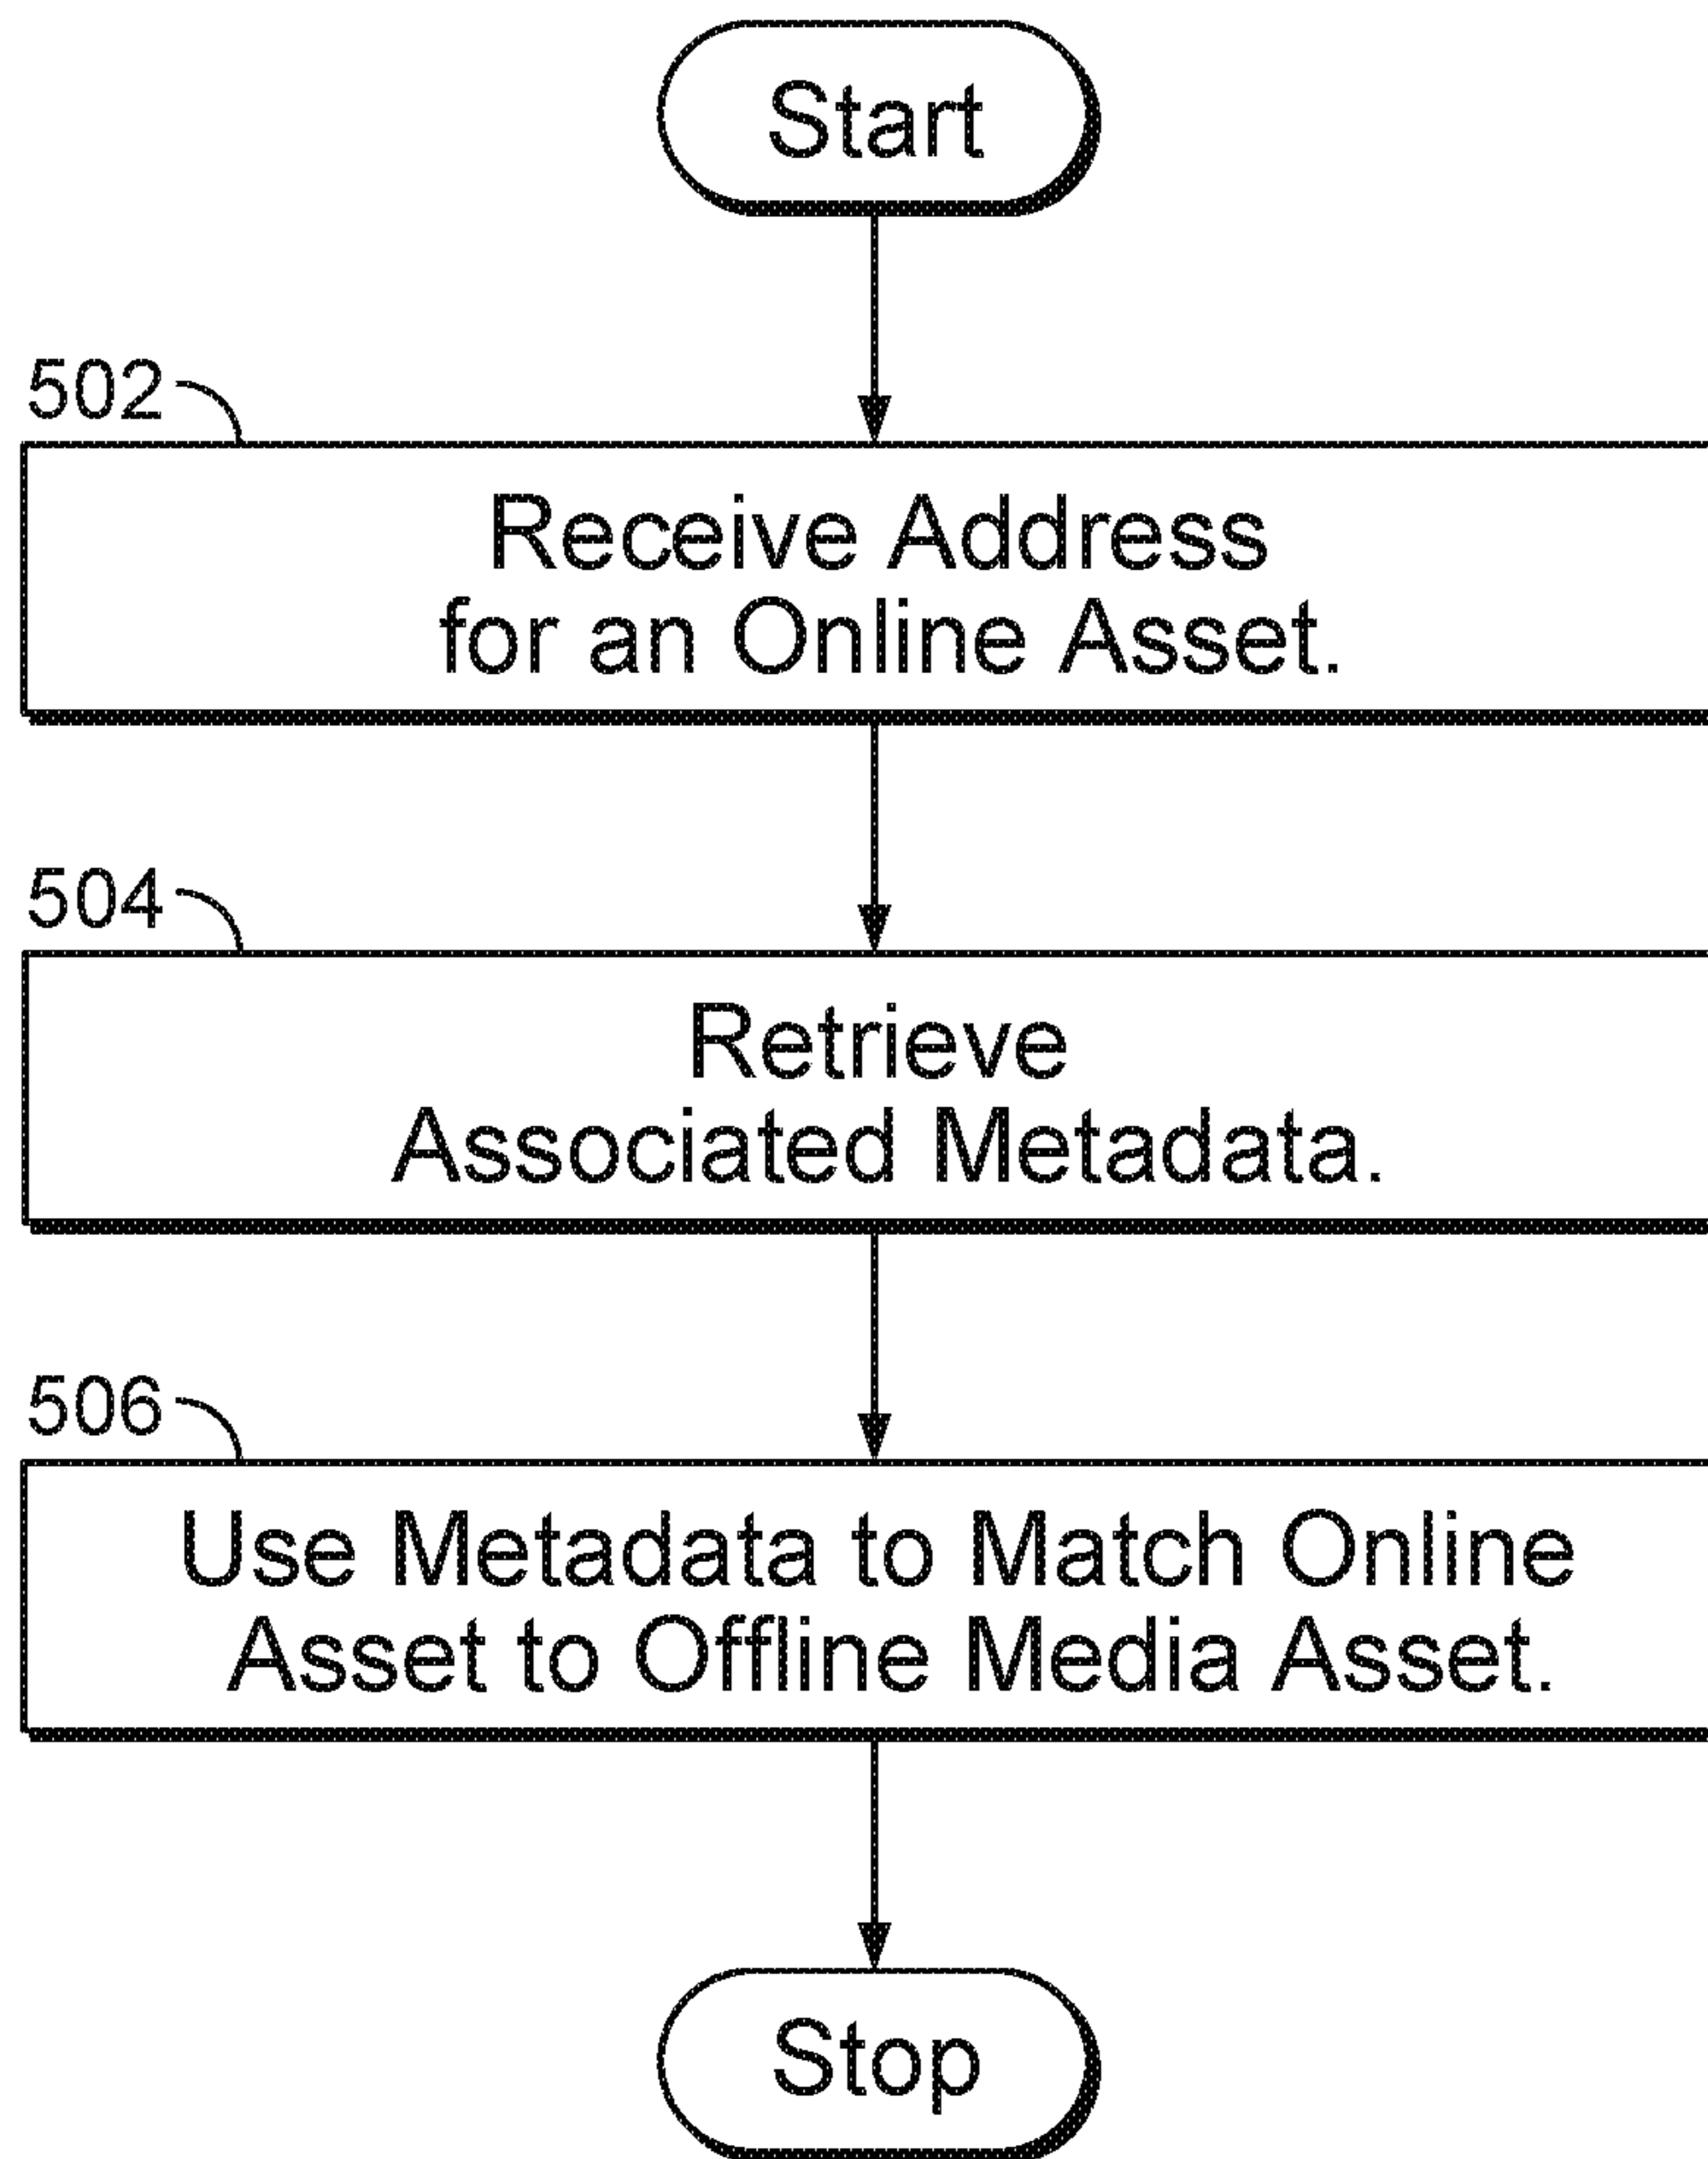 Start
502
Receive Address
for an Online Asset.
504
Retrieve
Associated Metadata.
506
Use Metadata to Match Online
Asset to Offline Media Asset.
Stop